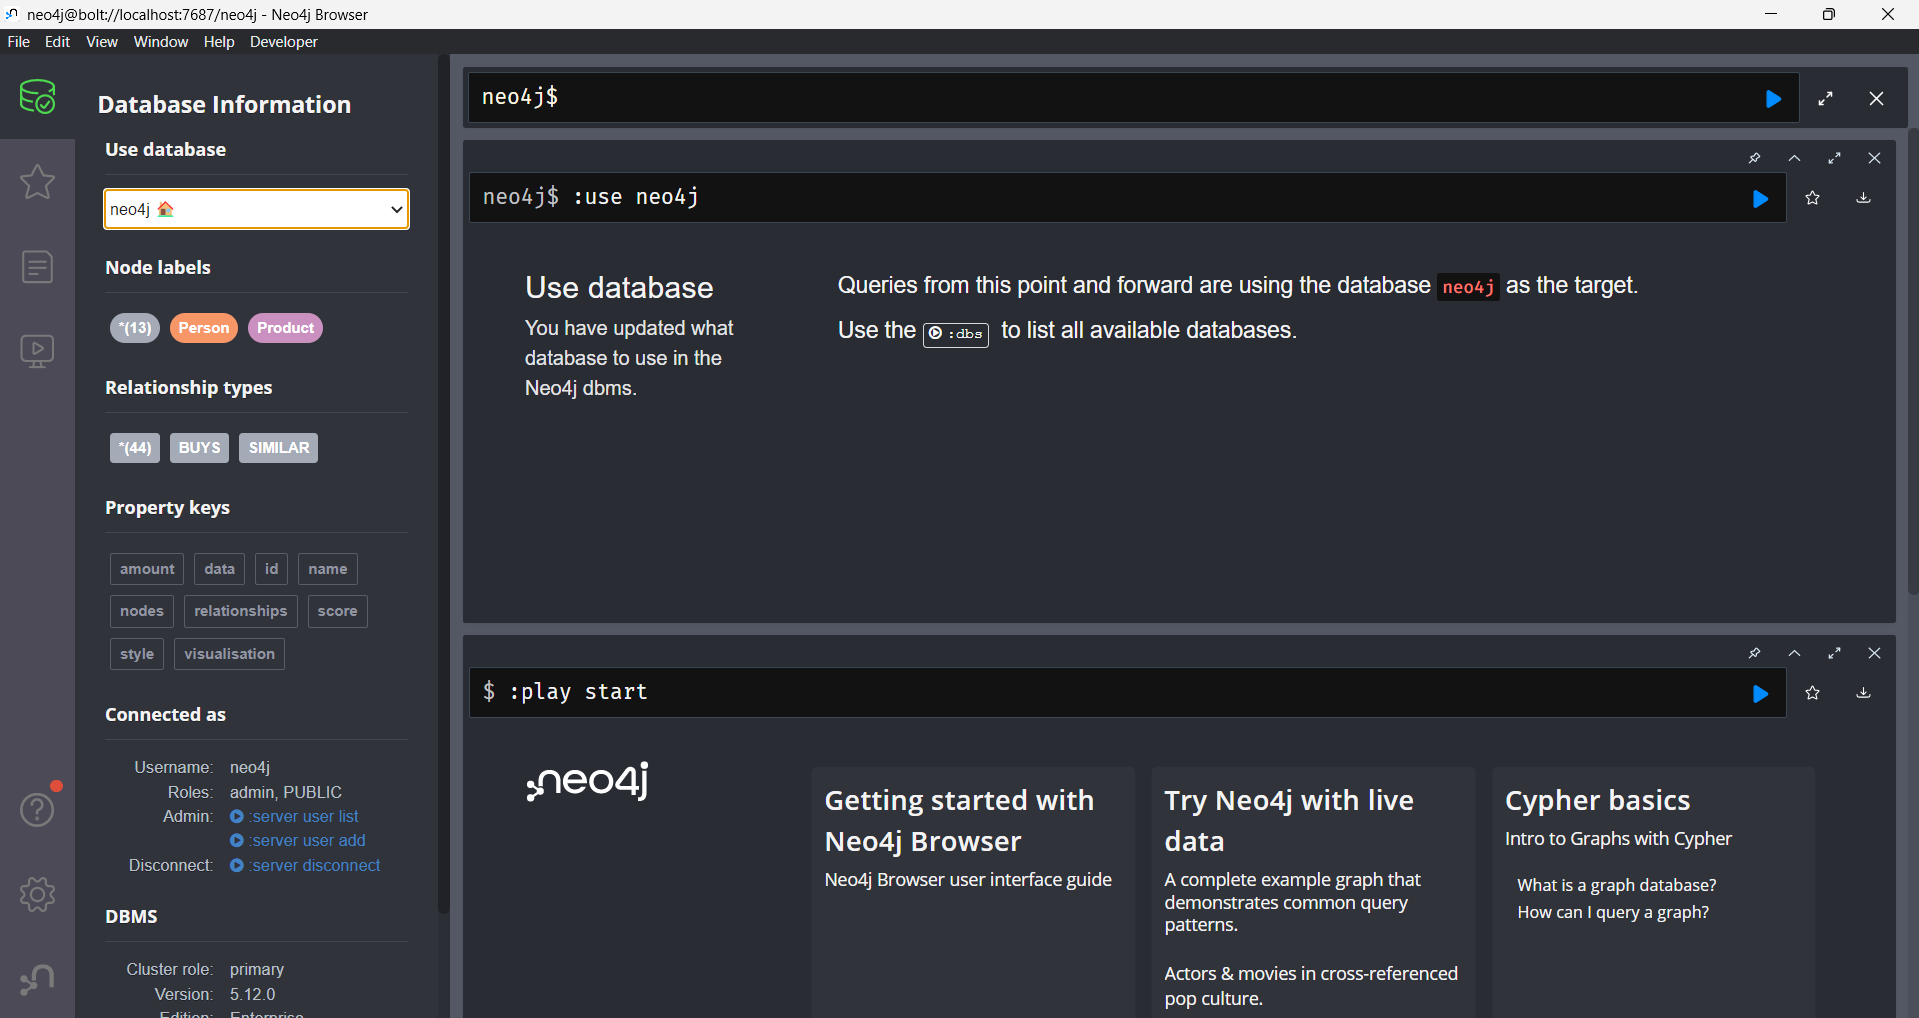 neo4j@bolt://localhost:7687/neo4j - Neo4j Browser
File Edit View Window Help Developer
Database Information
Use database
neo4j
Node labels
*(13) Person Product
Relationship types
*(44) BUYS SIMILAR
Property keys
amount data id name
nodes relationships score
style visualisation
Connected as
Username: neo4j
Roles: admin, PUBLIC
Admin: :server user list
:server user add
Disconnect: :server disconnect
DBMS
Cluster role: primary
Version: 5.12.0
Edition: Enterprise
neo4j$
neo4j$ :use neo4j
Use database
You have updated what
database to use in the
Neo4j dbms.
Queries from this point and forward are using the database neo4j as the target.
Use the :dbs to list all available databases.
$ :play start
neo4j
Getting started with
Neo4j Browser
Neo4j Browser user interface guide
Try Neo4j with live
data
A complete example graph that
demonstrates common query
patterns.
Actors & movies in cross-referenced
pop culture.
Cypher basics
Intro to Graphs with Cypher
What is a graph database?
How can I query a graph?